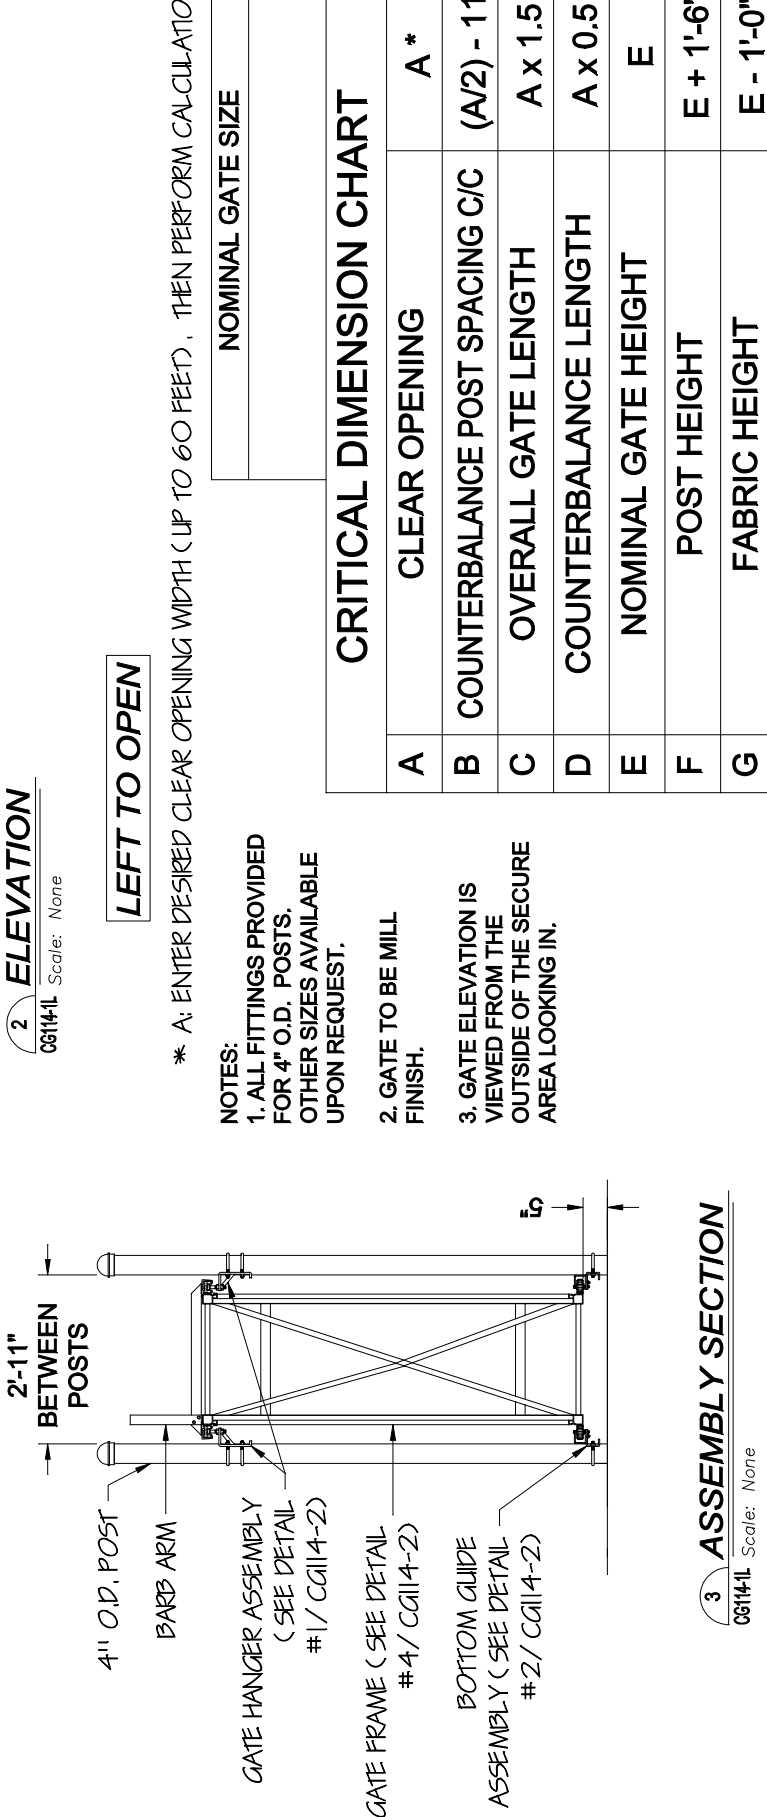 2 ELEVATION
CG114-1L Scale: None
LEFT TO OPEN
* A: ENTER DESIRED CLEAR OPENING WIDTH (UP TO 60 FEET), THEN PERFORM CALCULATIO
NOMINAL GATE SIZE
CRITICAL DIMENSION CHART
A CLEAR OPENING A *
B COUNTERBALANCE POST SPACING C/C (A/2) - 11
C OVERALL GATE LENGTH A x 1.5
D COUNTERBALANCE LENGTH A x 0.5
E NOMINAL GATE HEIGHT E
F POST HEIGHT E + 1'-6"
G FABRIC HEIGHT E - 1'-0"
NOTES:
1. ALL FITTINGS PROVIDED
FOR 4" O.D. POSTS.
OTHER SIZES AVAILABLE
UPON REQUEST.
2. GATE TO BE MILL
FINISH.
3. GATE ELEVATION IS
VIEWED FROM THE
OUTSIDE OF THE SECURE
AREA LOOKING IN.
2'-11"
BETWEEN
POSTS
4" O.D. POST
BARB ARM
GATE HANGER ASSEMBLY
(SEE DETAIL
#1/CG114-2)
GATE FRAME (SEE DETAIL
#4/CG114-2)
BOTTOM GUIDE
ASSEMBLY (SEE DETAIL
#2/CG114-2)
5"
3 ASSEMBLY SECTION
CG114-1L Scale: None